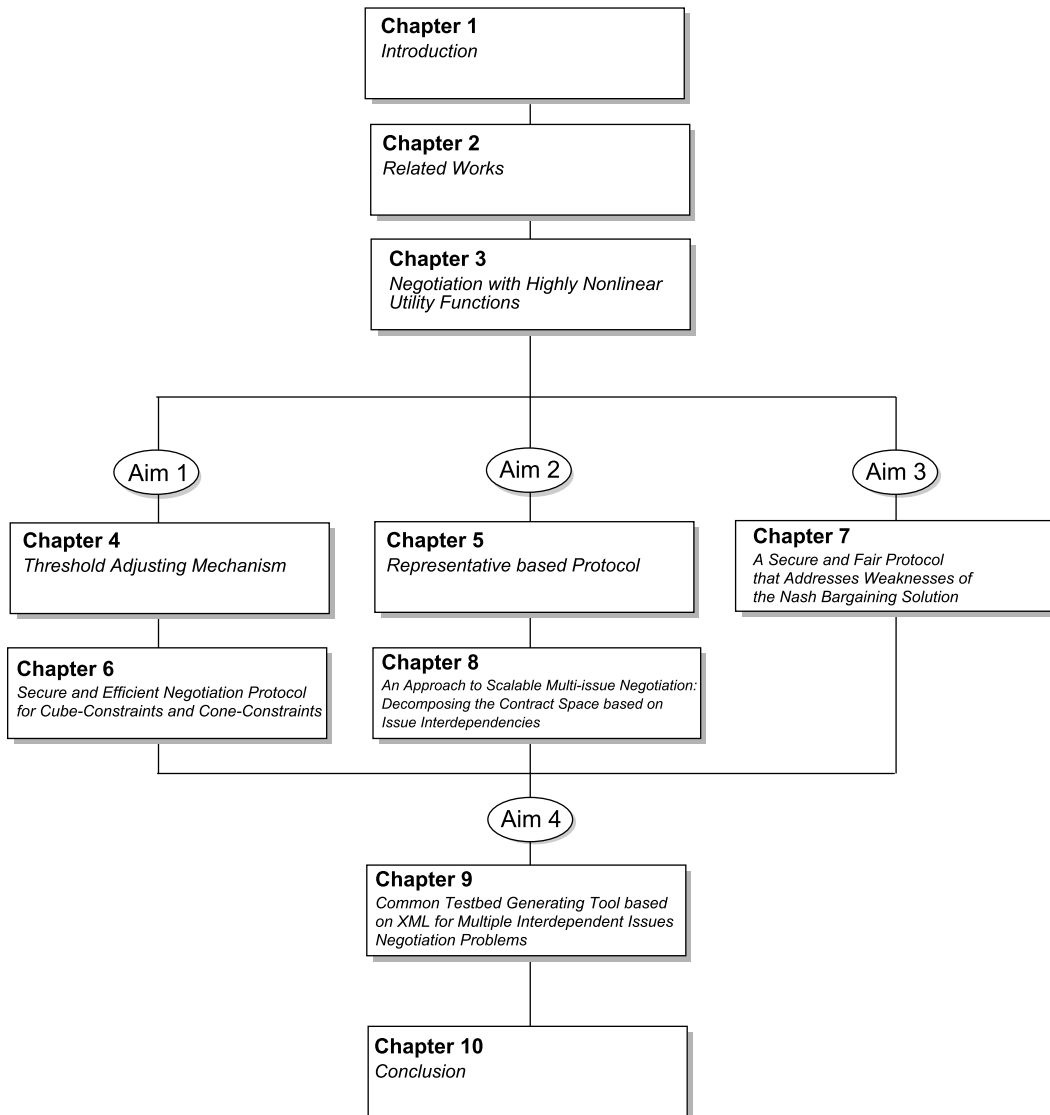 Chapter 1
Introduction
Chapter 2
Related Works
Chapter 3
Negotiation with Highly Nonlinear
Utility Functions
Aim 1
Aim 2
Aim 3
Chapter 4
Threshold Adjusting Mechanism
Chapter 5
Representative based Protocol
Chapter 7
A Secure and Fair Protocol
that Addresses Weaknesses of
the Nash Bargaining Solution
Chapter 6
Secure and Efficient Negotiation Protocol
for Cube-Constraints and Cone-Constraints
Chapter 8
An Approach to Scalable Multi-issue Negotiation:
Decomposing the Contract Space based on
Issue Interdependencies
Aim 4
Chapter 9
Common Testbed Generating Tool based
on XML for Multiple Interdependent Issues
Negotiation Problems
Chapter 10
Conclusion